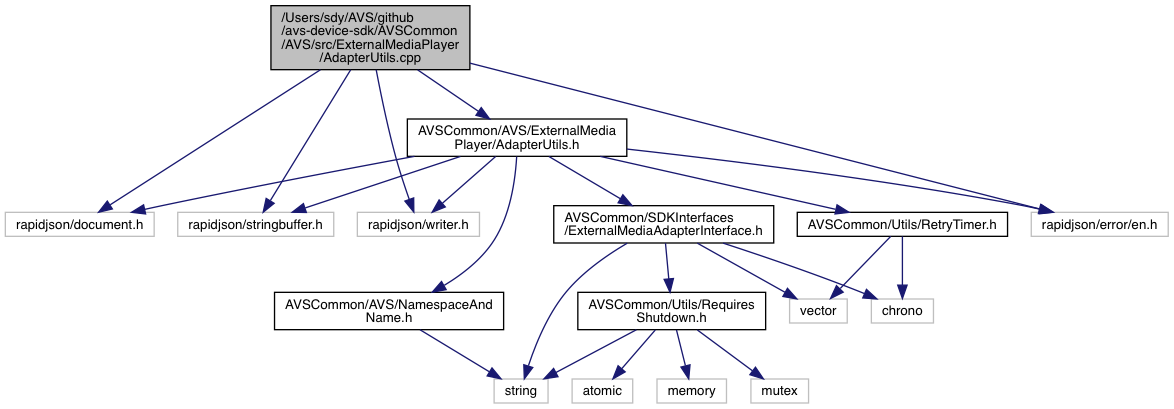 /Users/sdy/AVS/github
/avs-device-sdk/AVSCommon
/AVS/src/ExternalMediaPlayer
/AdapterUtils.cpp
AVSCommon/AVS/ExternalMedia
Player/AdapterUtils.h
rapidjson/document.h
rapidjson/stringbuffer.h
rapidjson/writer.h
AVSCommon/SDKInterfaces
/ExternalMediaAdapterInterface.h
AVSCommon/Utils/RetryTimer.h
rapidjson/error/en.h
AVSCommon/AVS/NamespaceAnd
Name.h
AVSCommon/Utils/Requires
Shutdown.h
vector
chrono
string
atomic
memory
mutex